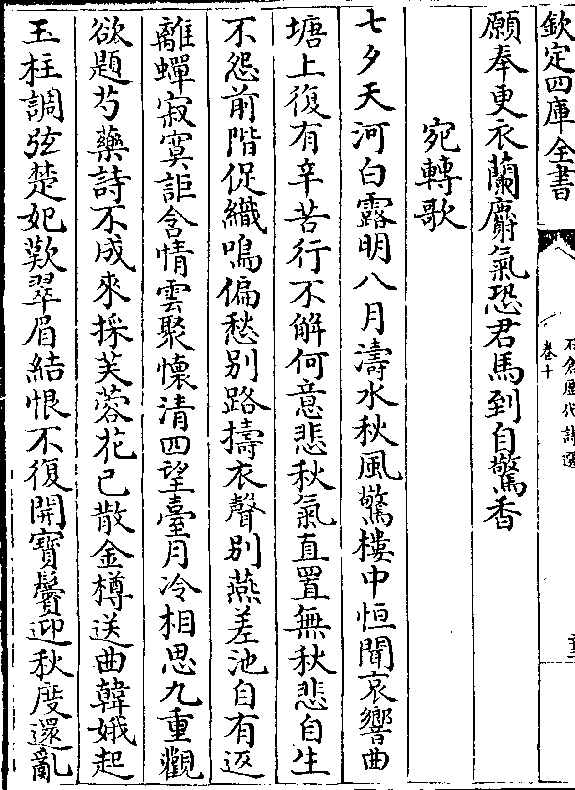 欽定四庫全書
石倉歷代詩選
卷十
願奉更衣蘭麝氣恐君馬到自驚香
宛轉歌
七夕天河白露明八月濤水秋風驚樓中恒聞哀響曲
塘上復有辛苦行不解何意悲秋氣直置無秋悲自生
不怨前階促織鳴偏愁别路擣衣聲别燕差池自有返
離蟬寂寞詎含情雲聚懷清四望臺月冷相思九重觀
欲題芍藥詩不成來採芙蓉花已散金樽送曲韓娥起
玉柱調弦楚妃歎翠眉結恨不復開寳鬢迎秋度還亂